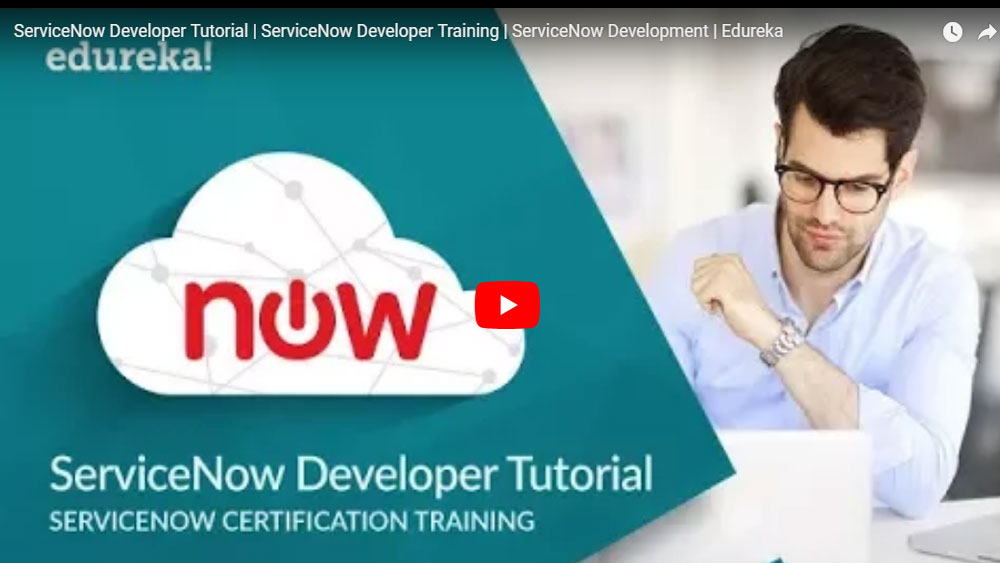 ServiceNow Developer Tutorial | ServiceNow Developer Training | ServiceNow Development | Edureka
edureka!
now
ServiceNow Developer Tutorial
SERVICENOW CERTIFICATION TRAINING